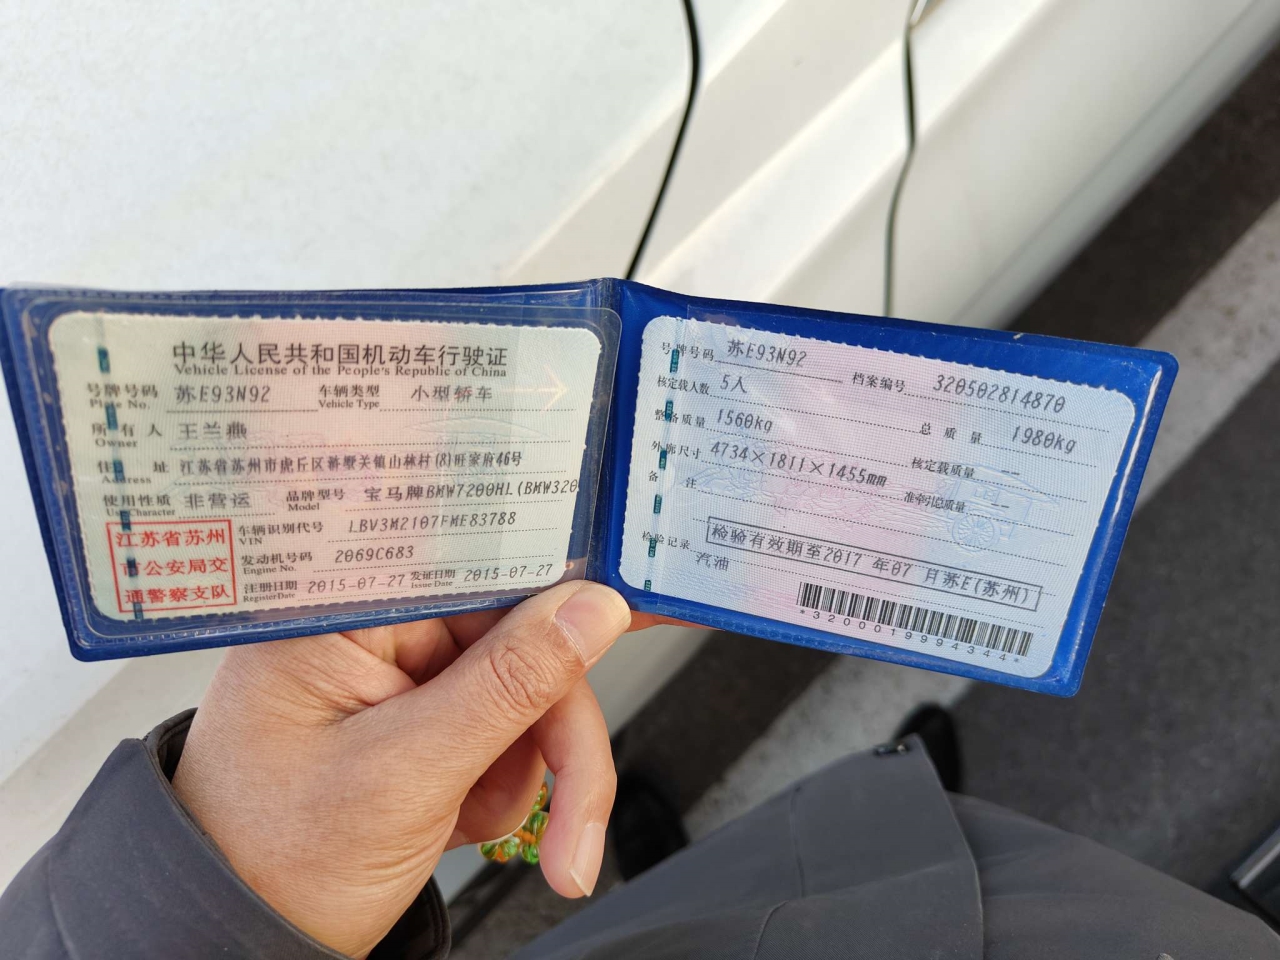 中华人民共和国机动车行驶证
Vehicle License of the People's Republic of China
号牌号码 苏E93N92 车辆类型 小型轿车
Plate No. Vehicle Type
所有人 王兰燕
Owner
住址 江苏省苏州市虎丘区浒墅关镇山林村(8)旺家府46号
Address
使用性质 非营运 品牌型号 宝马牌BMW7200HL(BMW320
Use Character Model
江苏省苏州
市公安局交
通警察支队
车辆识别代号 LBV3M2107FME83788
VIN
发动机号码 2069C683
Engine No.
注册日期 2015-07-27 发证日期 2015-07-27
Register Date Issue Date
号牌号码 苏E93N92 档案编号 320502814870
核定载人数 5人 总质量 1980kg
整备质量 1560kg 核定载质量 --
外廓尺寸 4734×1811×1455mm 准牵引总质量 --
备注
检验有效期至2017年07月苏E(苏州)
检验记录
汽油
*3200019994344*